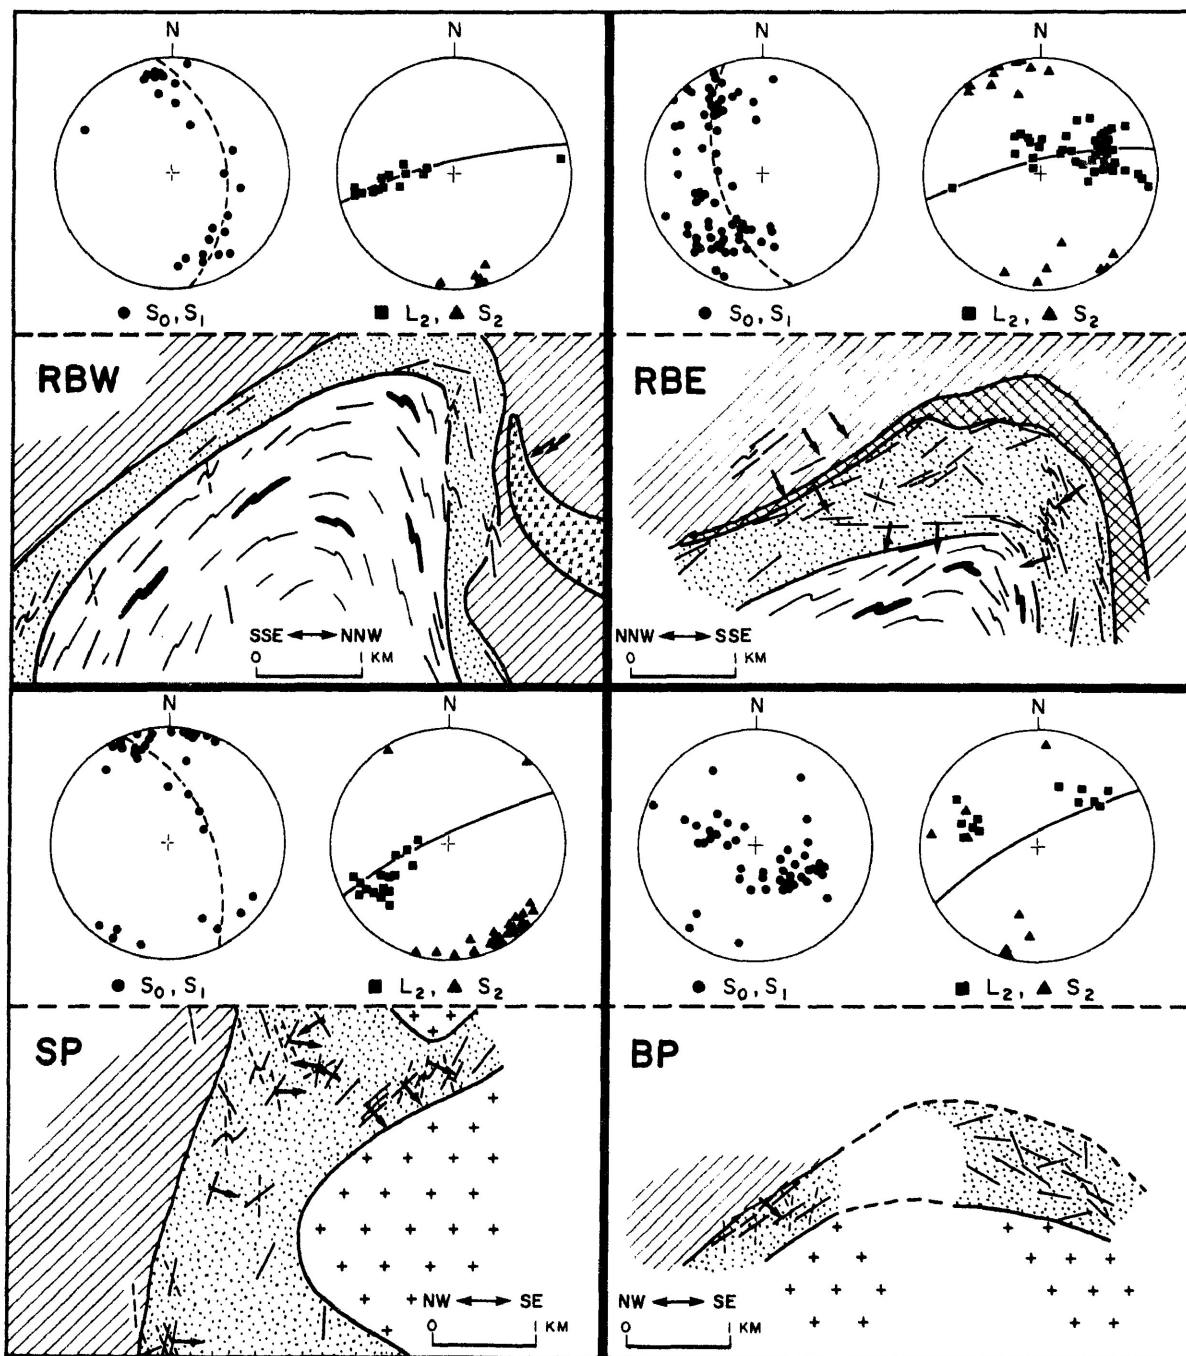 N
N
● S₀, S₁
■ L₂, ▲ S₂
RBW
SSE ↔ NNW
0 1 KM
N
N
● S₀, S₁
■ L₂, ▲ S₂
RBE
NNW ↔ SSE
0 1 KM
N
N
● S₀, S₁
■ L₂, ▲ S₂
SP
NW ↔ SE
0 1 KM
N
N
● S₀, S₁
■ L₂, ▲ S₂
BP
NW ↔ SE
0 1 KM